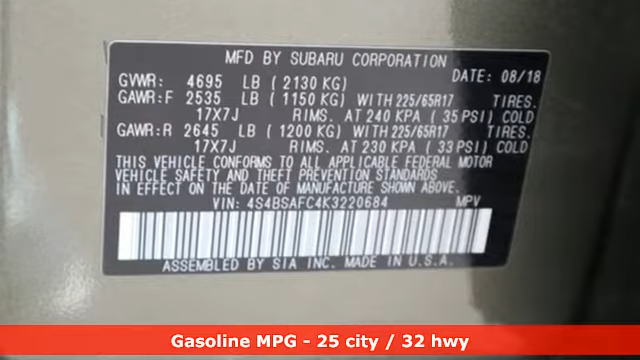 MFD BY SUBARU CORPORATION
GVWR: 4695 LB (2130 KG) DATE: 08/18
GAWR:F 2535 LB (1150 KG) WITH 225/65R17 TIRES.
17X7J RIMS. AT 240 KPA (35 PSI) COLD
GAWR:R 2645 LB (1200 KG) WITH 225/65R17 TIRES.
17X7J RIMS. AT 230 KPA (33 PSI) COLD
THIS VEHICLE CONFORMS TO ALL APPLICABLE FEDERAL MOTOR
VEHICLE SAFETY AND THEFT PREVENTION STANDARDS
IN EFFECT ON THE DATE OF MANUFACTURE SHOWN ABOVE.
VIN: 4S4BSAFC4K3220684 MPV
ASSEMBLED BY SIA INC. MADE IN U.S.A.
Gasoline MPG - 25 city / 32 hwy